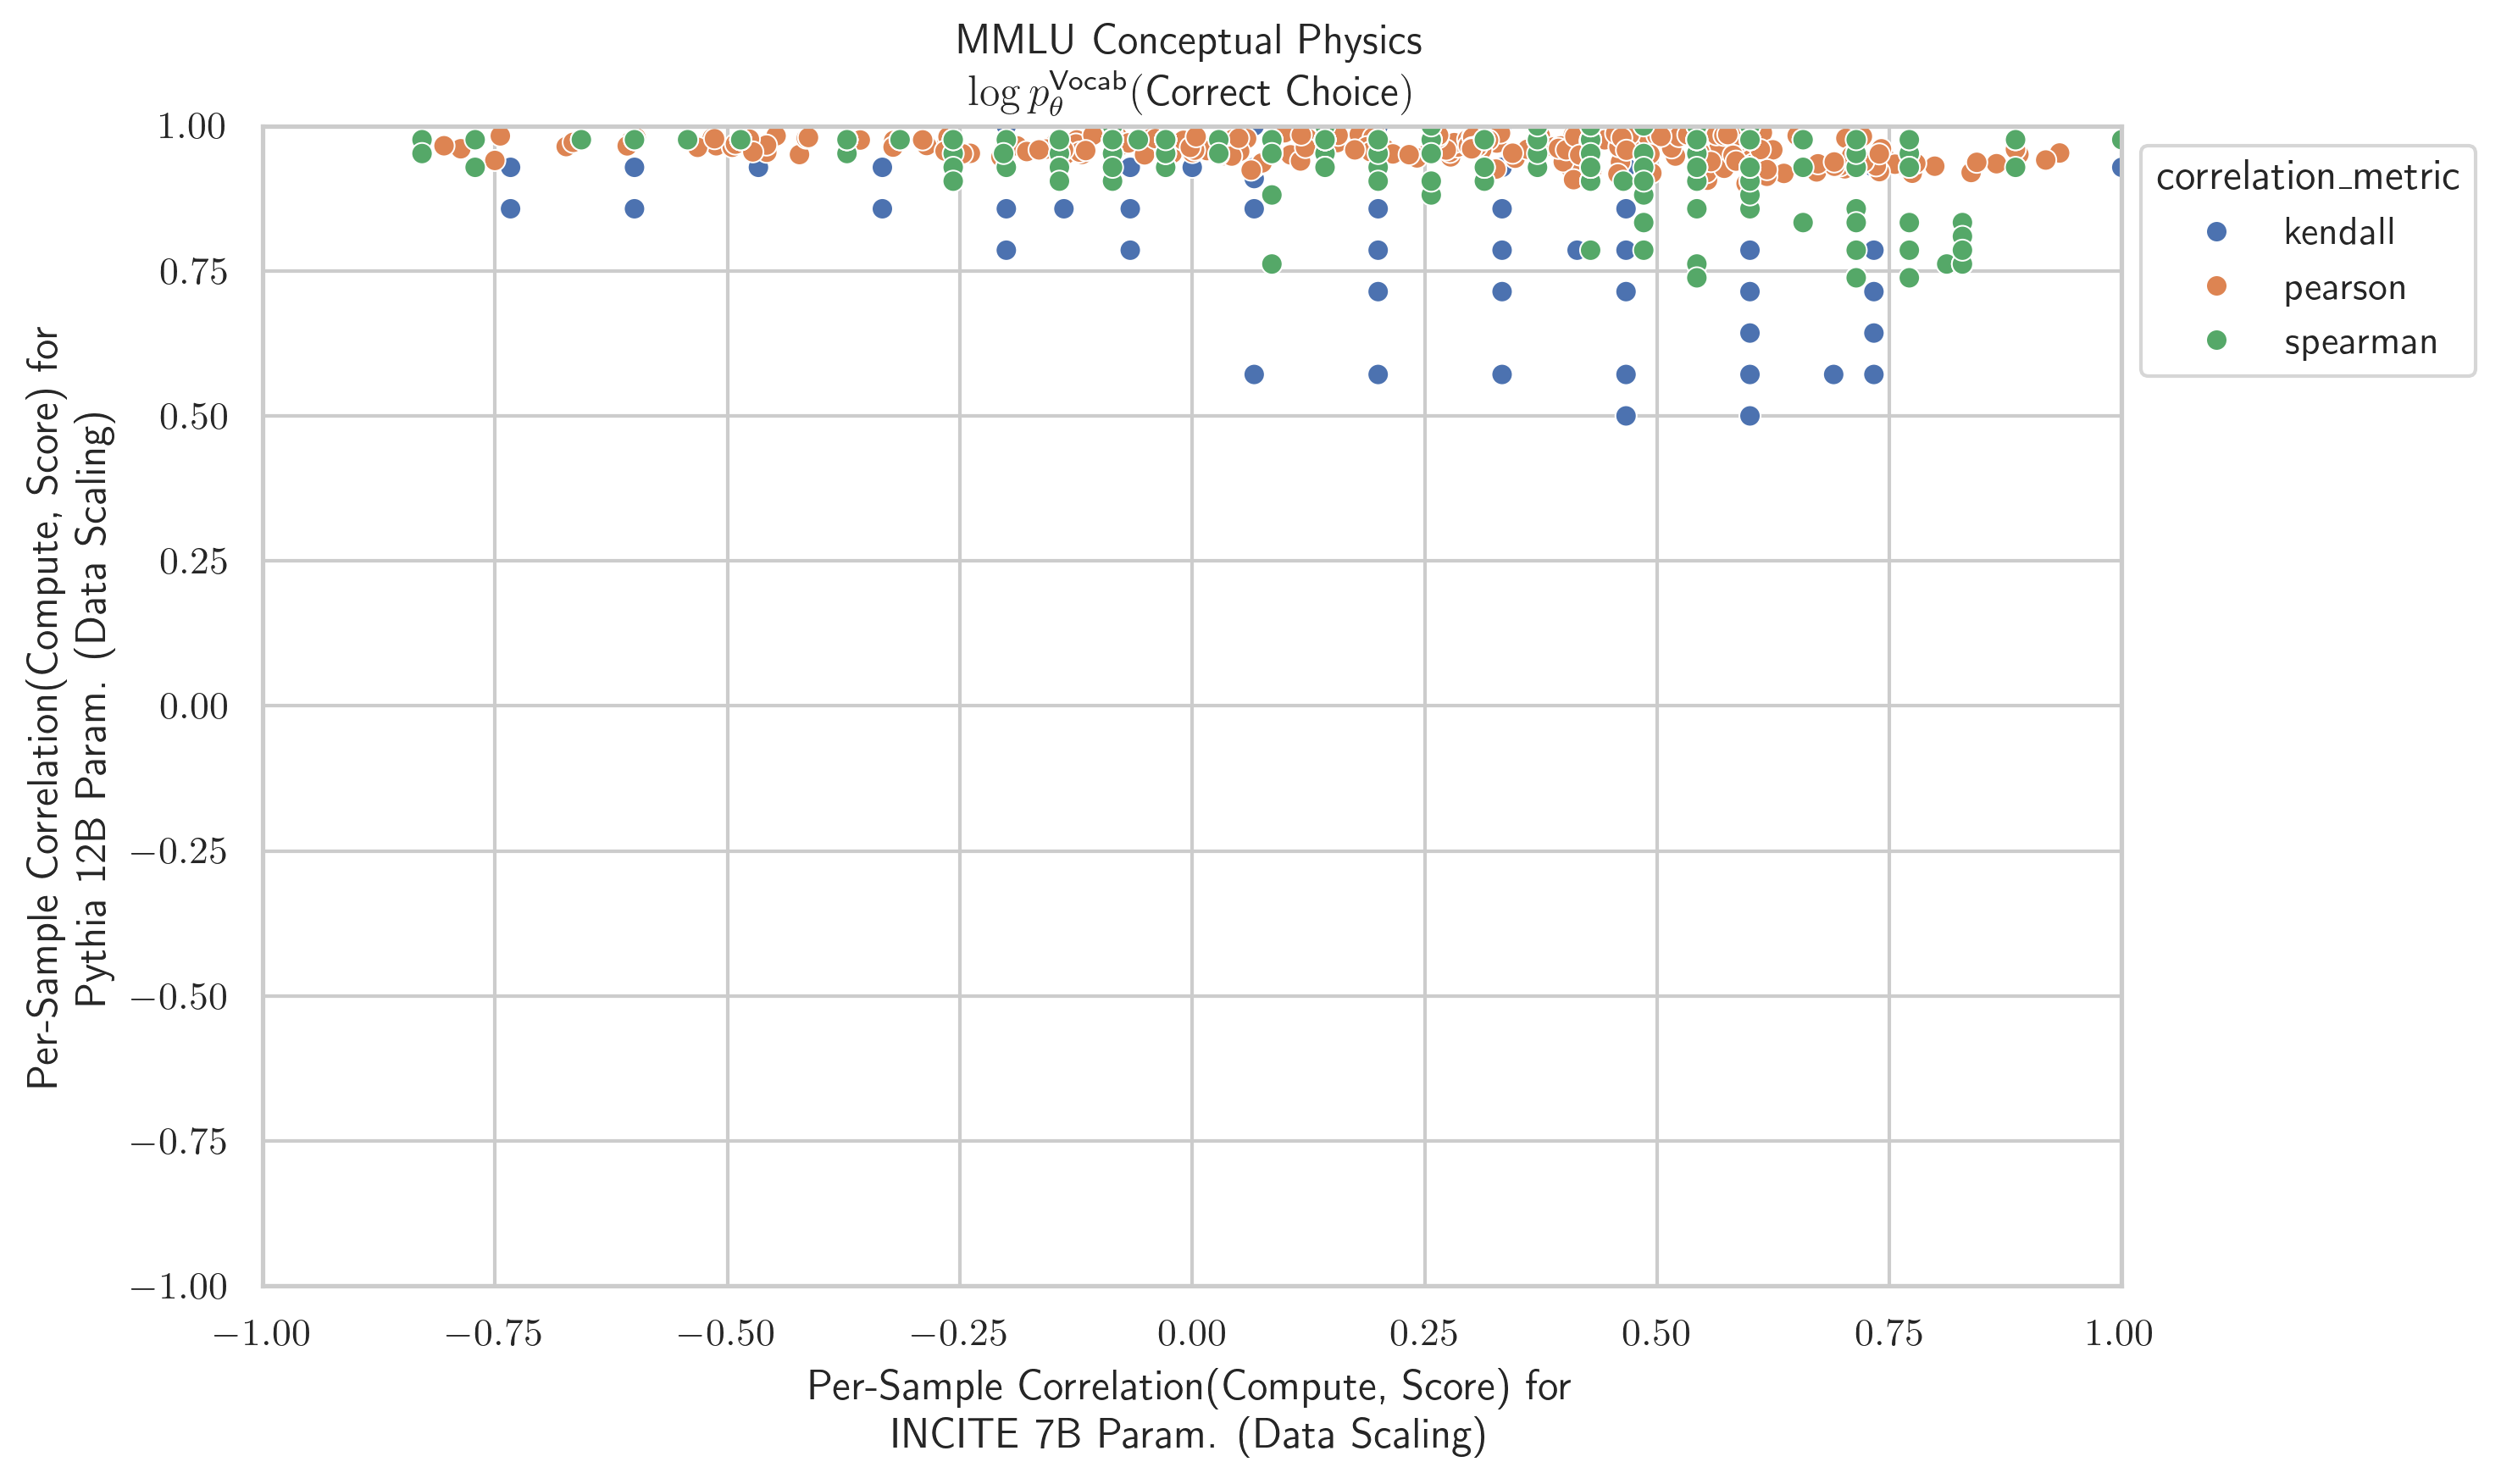 MMLU Conceptual Physics
log p_θ^Vocab(Correct Choice)
1.00
0.75
0.50
0.25
0.00
−0.25
−0.50
−0.75
−1.00
Per-Sample Correlation(Compute, Score) for
Pythia 12B Param. (Data Scaling)
correlation_metric
kendall
pearson
spearman
−1.00 −0.75 −0.50 −0.25 0.00 0.25 0.50 0.75 1.00
Per-Sample Correlation(Compute, Score) for
INCITE 7B Param. (Data Scaling)